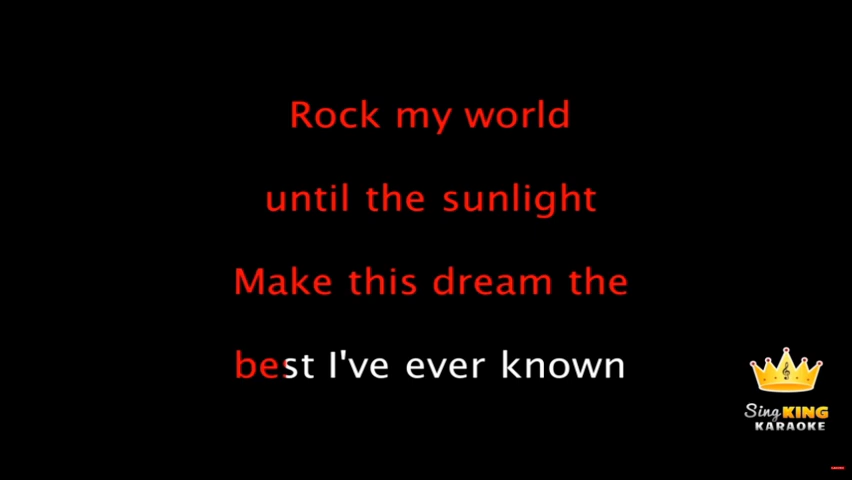 Rock my world
until the sunlight
Make this dream the
best I've ever known
Sing KING
KARAOKE